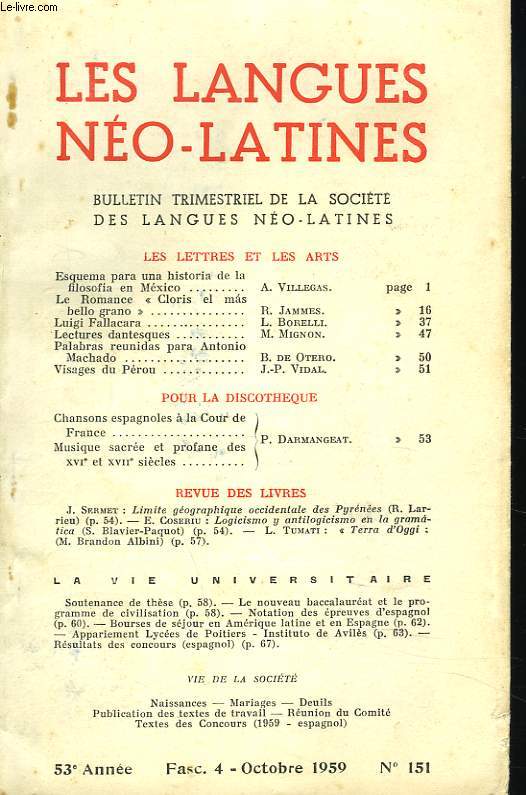 Le-livre.com
LES LANGUES
NÉO-LATINES
BULLETIN TRIMESTRIEL DE LA SOCIÉTÉ
DES LANGUES NÉO-LATINES
LES LETTRES ET LES ARTS
Esquema para una historia de la
filosofia en México ......... A. VILLEGAS. page 1
Le Romance « Cloris el más
bello grano » ............... R. JAMMES. » 16
Luigi Fallacara ............... L. BORELLI. » 37
Lectures dantesques ........... M. MIGNON. » 47
Palabras reunidas para Antonio
Machado .................... B. DE OTERO. » 50
Visages du Pérou ............. J.-P. VIDAL. » 51
POUR LA DISCOTHEQUE
Chansons espagnoles à la Cour de
France ......................
P. DARMANGEAT. » 53
Musique sacrée et profane des
XVIe et XVIIe siècles ..........
REVUE DES LIVRES
J. SERMET : Limite géographique occidentale des Pyrénées (R. Lar-
rieu) (p. 54). — E. COSERIU : Logicismo y antilogicismo en la gramá-
tica (S. Blavier-Paquot) (p. 54). — L. TUMATI : « Terra d'Oggi :
(M. Brandon Albini) (p. 57).
LA VIE UNIVERSITAIRE
Soutenance de thèse (p. 58). — Le nouveau baccalauréat et le pro-
gramme de civilisation (p. 58). — Notation des épreuves d'espagnol
(p. 60). — Bourses de séjour en Amérique latine et en Espagne (p. 62).
— Appariement Lycées de Poitiers - Instituto de Avilès (p. 63). —
Résultats des concours (espagnol) (p. 67).
VIE DE LA SOCIÉTÉ
Naissances — Mariages — Deuils
Publication des textes de travail — Réunion du Comité
Textes des Concours (1959 - espagnol)
53e Année Fasc. 4 - Octobre 1959 N° 151